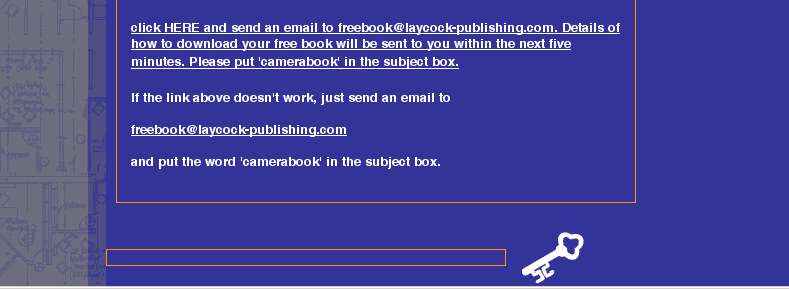 click HERE and send an email to freebook@laycock-publishing.com. Details of
how to download your free book will be sent to you within the next five
minutes. Please put 'camerabook' in the subject box.
If the link above doesn't work, just send an email to
freebook@laycock-publishing.com
and put the word 'camerabook' in the subject box.